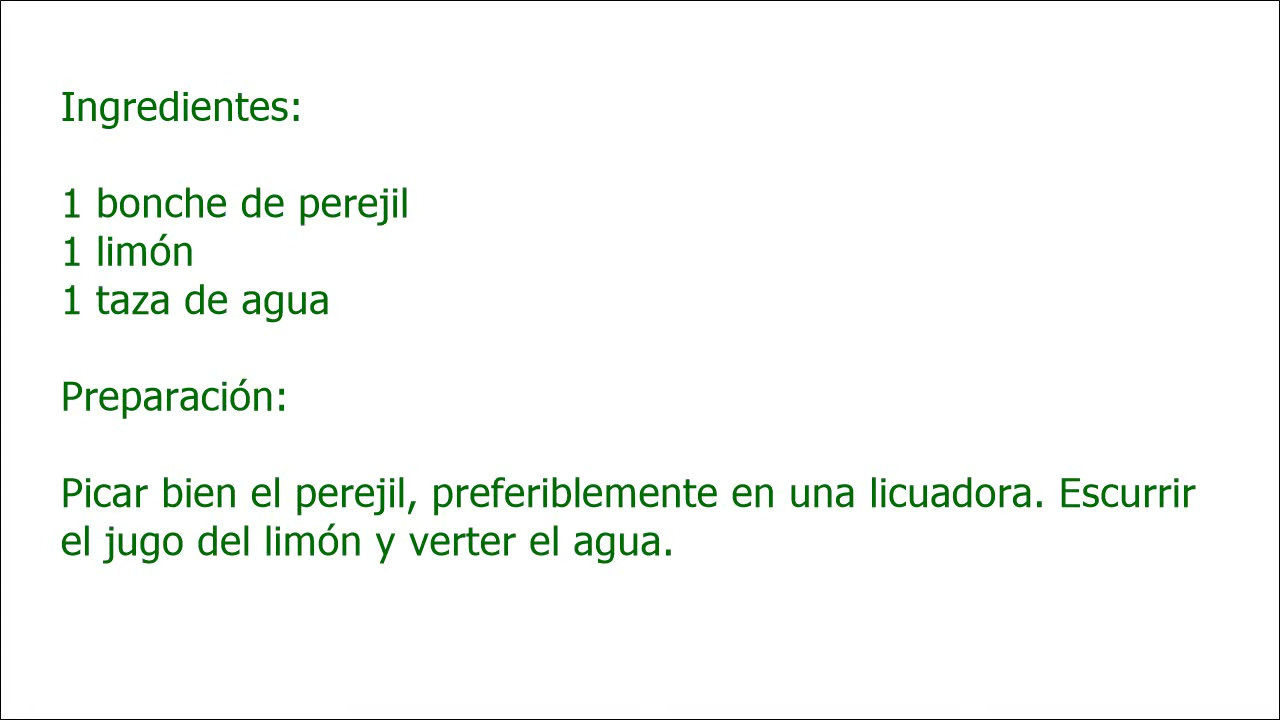 Ingredientes:
1 bonche de perejil
1 limón
1 taza de agua
Preparación:
Picar bien el perejil, preferiblemente en una licuadora. Escurrir
el jugo del limón y verter el agua.